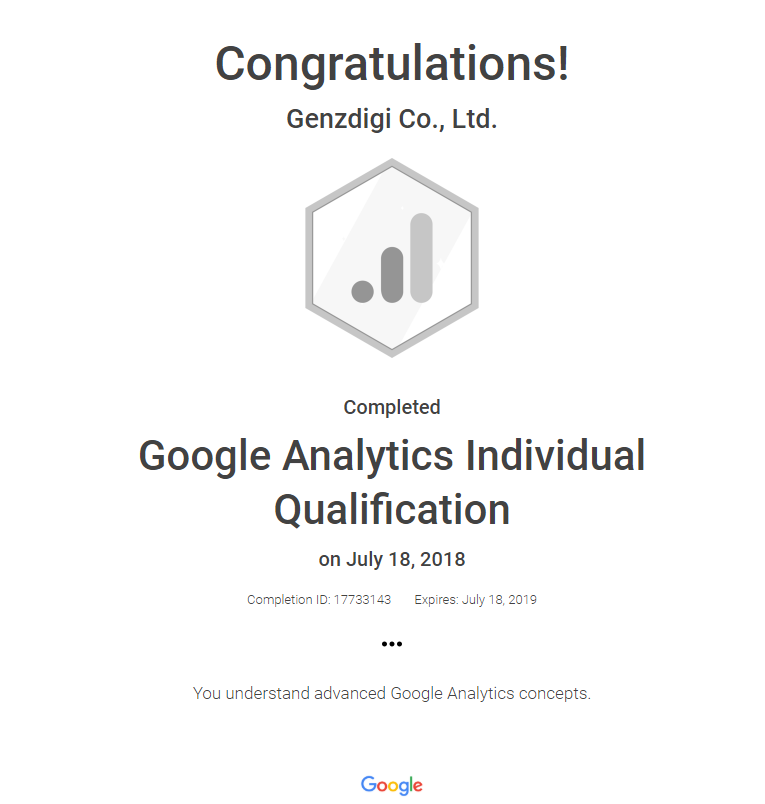 Congratulations!
Genzdigi Co., Ltd.
Completed
Google Analytics Individual
Qualification
on July 18, 2018
Completion ID: 17733143 Expires: July 18, 2019
•••
You understand advanced Google Analytics concepts.
Google